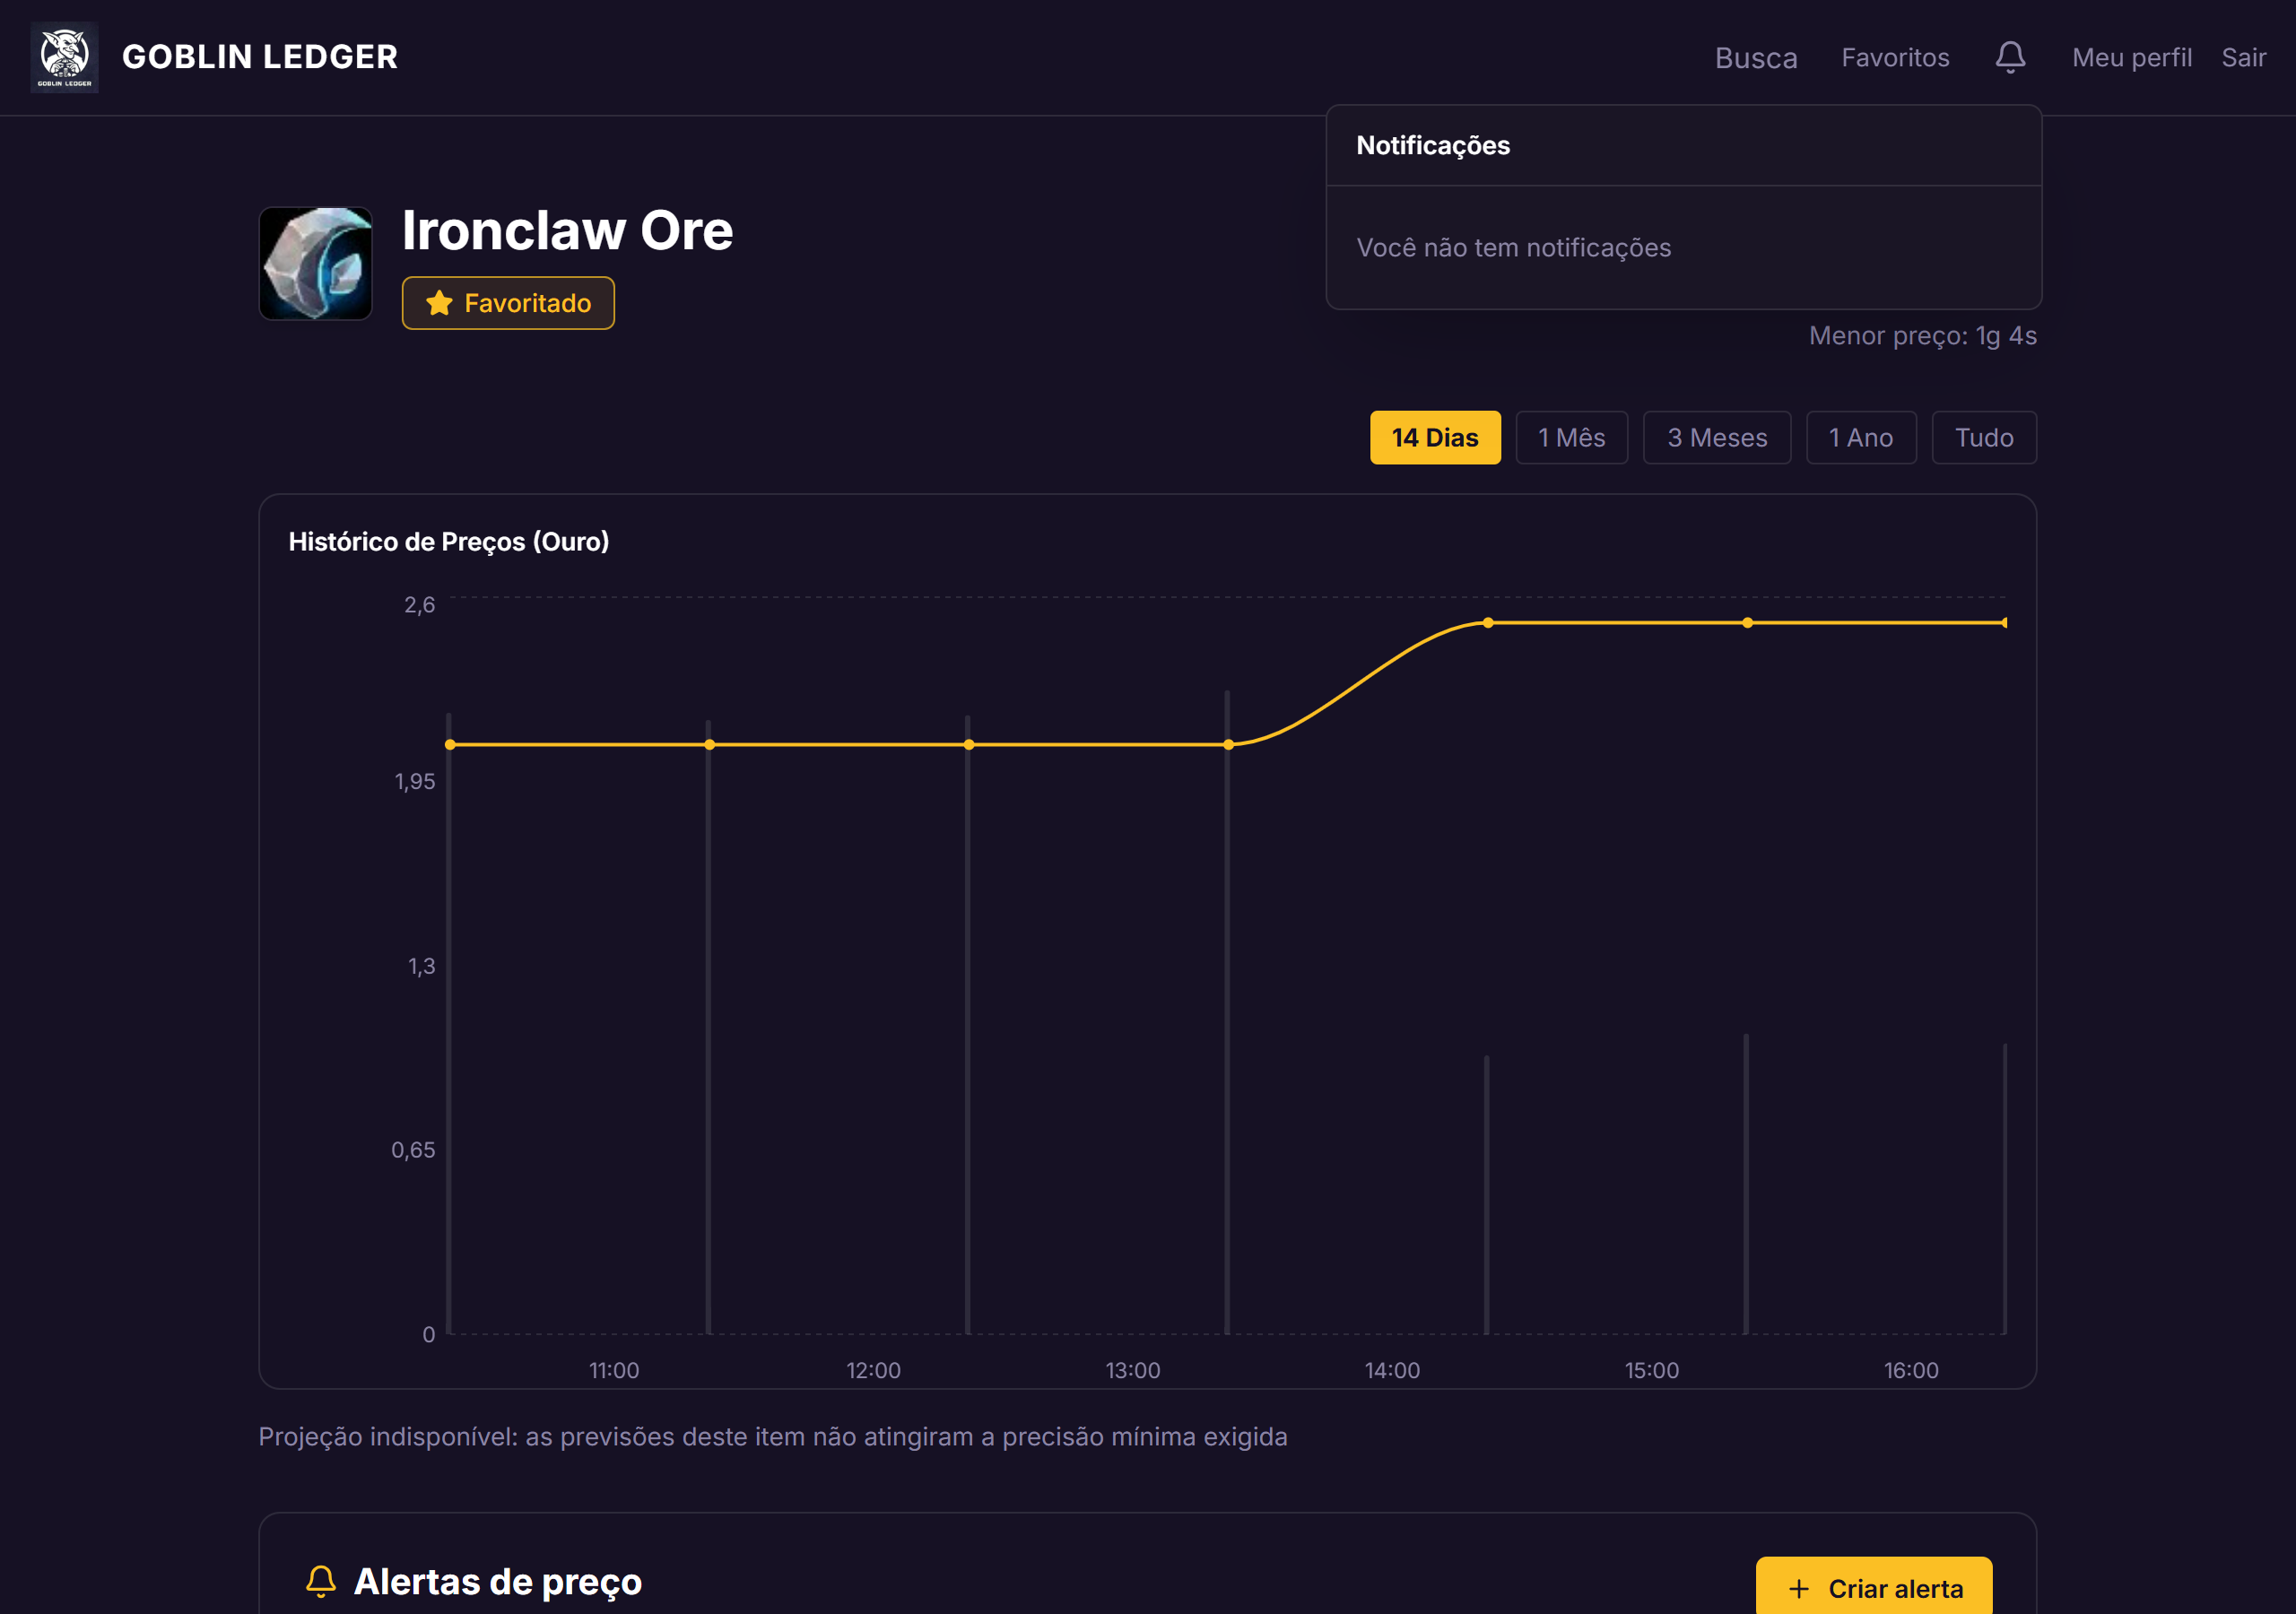 GOBLIN LEDGER
GOBLIN LEDGER
Busca
Favoritos
Meu perfil
Sair
Notificações
Você não tem notificações
Ironclaw Ore
Favoritado
Menor preço: 1g 4s
14 Dias
1 Mês
3 Meses
1 Ano
Tudo
Histórico de Preços (Ouro)
2,6
1,95
1,3
0,65
0
11:00
12:00
13:00
14:00
15:00
16:00
Projeção indisponível: as previsões deste item não atingiram a precisão mínima exigida
Alertas de preço
+ Criar alerta